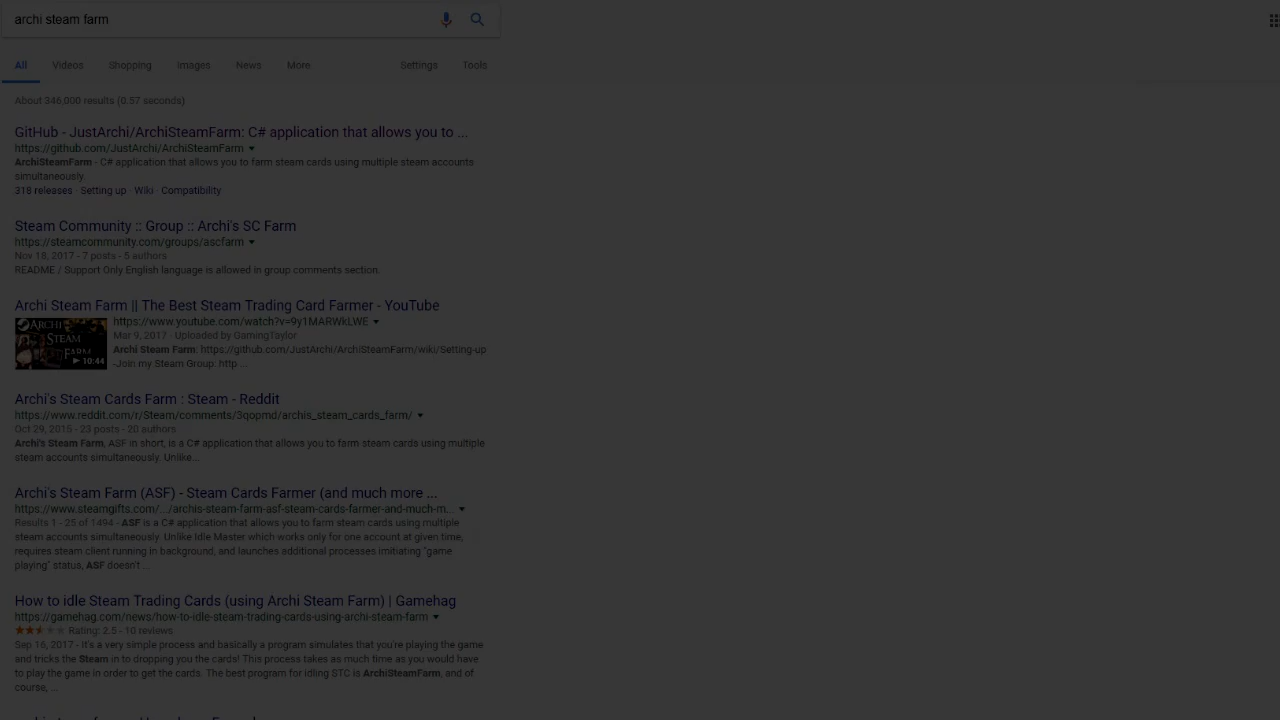 archi steam farm
All Videos Shopping Images News More Settings Tools
About 346,000 results (0.57 seconds)
GitHub - JustArchi/ArchiSteamFarm: C# application that allows you to ...
https://github.com/JustArchi/ArchiSteamFarm
ArchiSteamFarm - C# application that allows you to farm steam cards using multiple steam accounts
simultaneously.
318 releases · Setting up · Wiki · Compatibility
Steam Community :: Group :: Archi's SC Farm
https://steamcommunity.com/groups/ascfarm
Nov 18, 2017 - 7 posts - 5 authors
README / Support Only English language is allowed in group comments section.
Archi Steam Farm || The Best Steam Trading Card Farmer - YouTube
https://www.youtube.com/watch?v=9y1MARWkLWE
Mar 9, 2017 - Uploaded by GamingTaylor
Archi Steam Farm: https://github.com/JustArchi/ArchiSteamFarm/wiki/Setting-up
-Join my Steam Group: http ...
ARCHI
STEAM
FARM
10:44
Archi's Steam Cards Farm : Steam - Reddit
https://www.reddit.com/r/Steam/comments/3qopmd/archis_steam_cards_farm/
Oct 29, 2015 - 23 posts - 20 authors
Archi's Steam Farm, ASF in short, is a C# application that allows you to farm steam cards using multiple
steam accounts simultaneously. Unlike...
Archi's Steam Farm (ASF) - Steam Cards Farmer (and much more ...
https://www.steamgifts.com/.../archis-steam-farm-asf-steam-cards-farmer-and-much-m...
Results 1 - 25 of 1494 - ASF is a C# application that allows you to farm steam cards using multiple
steam accounts simultaneously. Unlike Idle Master which works only for one account at given time,
requires steam client running in background, and launches additional processes imitiating "game
playing" status, ASF doesn't ...
How to idle Steam Trading Cards (using Archi Steam Farm) | Gamehag
https://gamehag.com/news/how-to-idle-steam-trading-cards-using-archi-steam-farm
Rating: 2.5 - 10 reviews
Sep 16, 2017 - It's a very simple process and basically a program simulates that you're playing the game
and tricks the Steam in to dropping you the cards! This process takes as much time as you would have
to play the game in order to get the cards. The best program for idling STC is ArchiSteamFarm, and of
course, ...